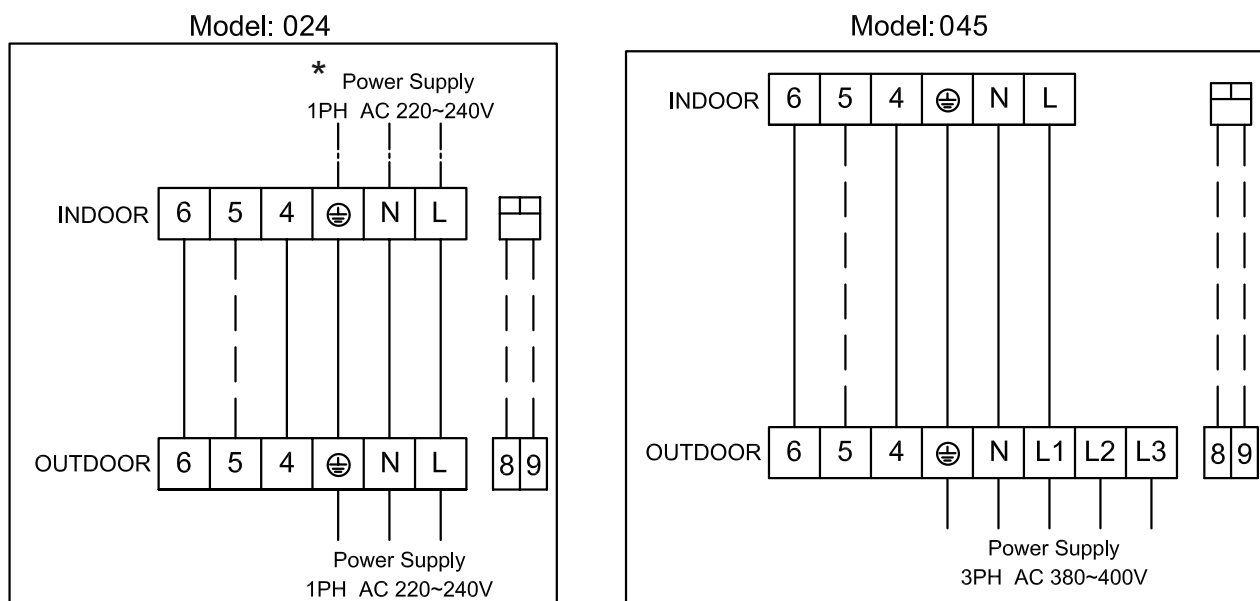 Model: 024
*
Power Supply
1PH AC 220~240V
INDOOR 6 5 4 N L
OUTDOOR 6 5 4 N L 8 9
Power Supply
1PH AC 220~240V
Model: 045
INDOOR 6 5 4 N L
OUTDOOR 6 5 4 N L1 L2 L3 8 9
Power Supply
3PH AC 380~400V